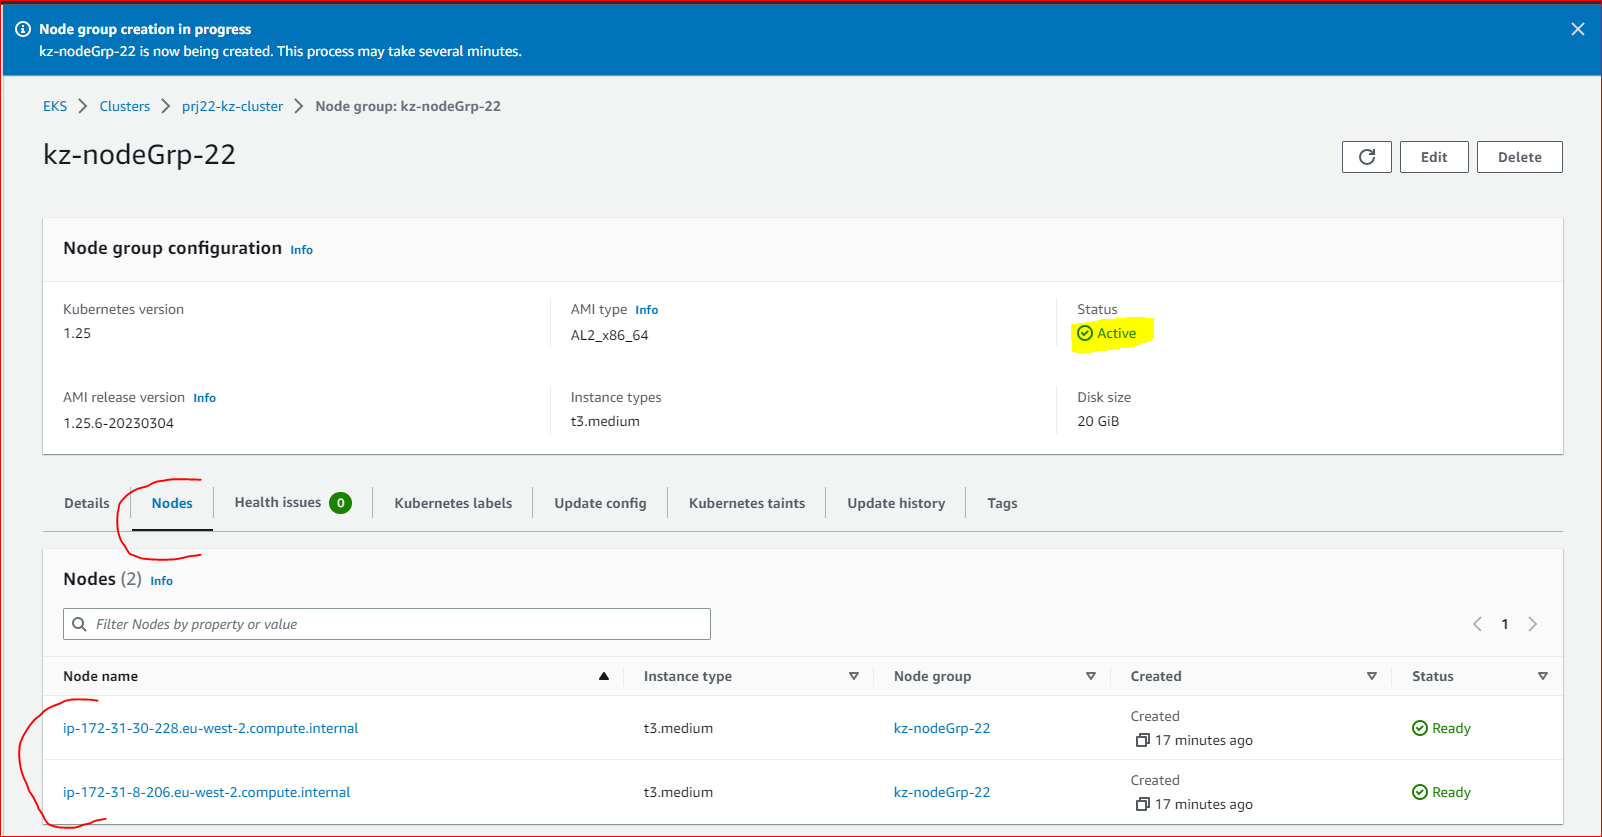 Node group creation in progress
kz-nodeGrp-22 is now being created. This process may take several minutes.
EKS Clusters prj22-kz-cluster Node group: kz-nodeGrp-22
kz-nodeGrp-22
Edit Delete
Node group configuration Info
Kubernetes version AMI type Info Status
1.25 AL2_x86_64 Active
AMI release version Info Instance types Disk size
1.25.6-20230304 t3.medium 20 GiB
Details Nodes Health issues 0 Kubernetes labels Update config Kubernetes taints Update history Tags
Nodes (2) Info
Filter Nodes by property or value 1
Node name Instance type Node group Created Status
ip-172-31-30-228.eu-west-2.compute.internal t3.medium kz-nodeGrp-22 Created Ready
17 minutes ago
ip-172-31-8-206.eu-west-2.compute.internal t3.medium kz-nodeGrp-22 Created Ready
17 minutes ago